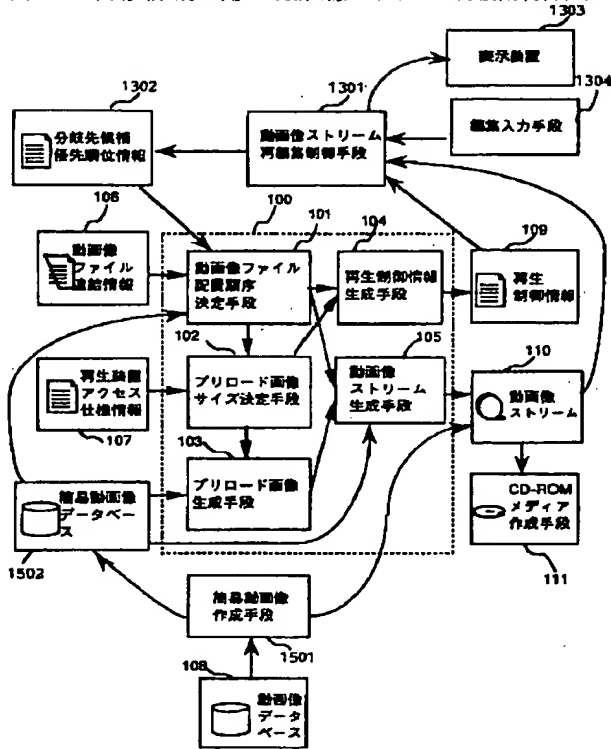 1303
表示装置
1304
編集入力手段
1302
分岐先候補
優先順位情報
1301
動画像ストリーム
再編集制御手段
106
動画像
ファイル
連結情報
100
101
動画像ファイル
配置順序
決定手段
104
再生制御情報
生成手段
109
再生
制御情報
102
プリロード画像
サイズ決定手段
105
動画像
ストリーム
生成手段
110
動画像
ストリーム
再生装置
アクセス
仕様情報
107
103
プリロード画像
生成手段
簡易動画像
データベー
ス
1502
CD-ROM
メディア
作成手段
111
簡易動画像
作成手段
1501
108
動画像
データ
ベース